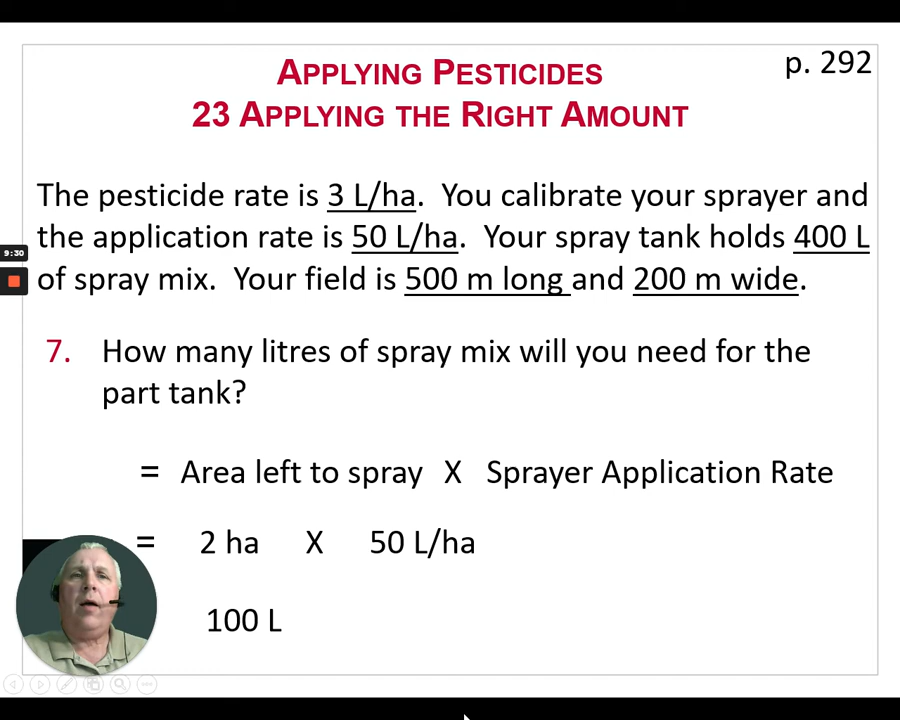 p. 292
APPLYING PESTICIDES
23 APPLYING THE RIGHT AMOUNT
The pesticide rate is 3 L/ha. You calibrate your sprayer and
the application rate is 50 L/ha. Your spray tank holds 400 L
of spray mix. Your field is 500 m long and 200 m wide.
9:30
7. How many litres of spray mix will you need for the
part tank?
= Area left to spray X Sprayer Application Rate
= 2 ha X 50 L/ha
100 L